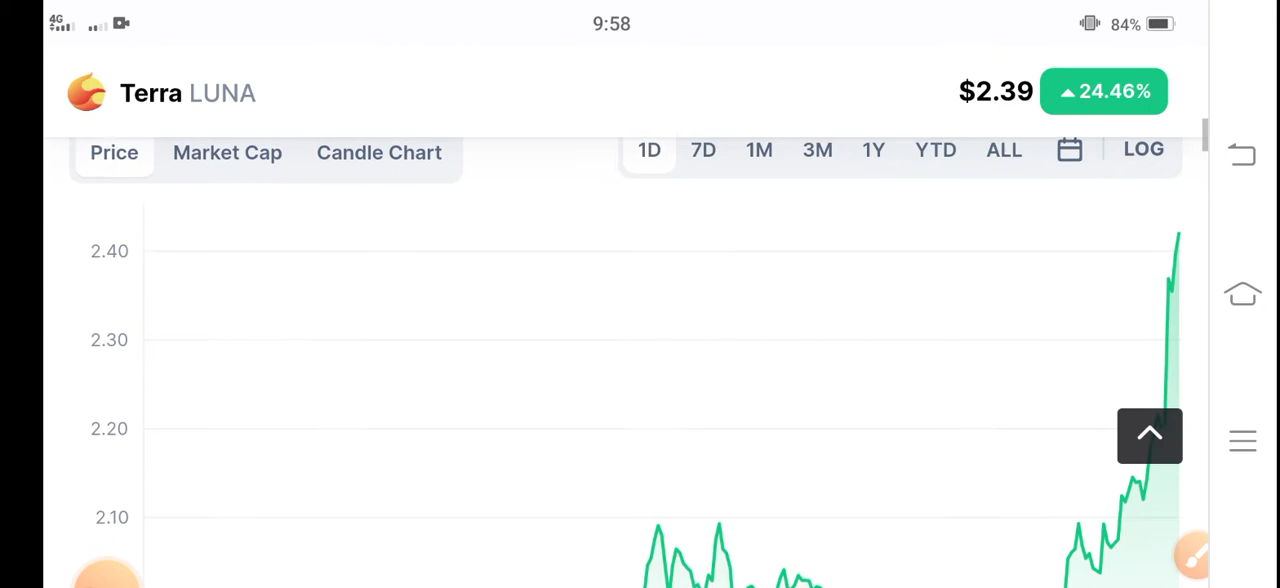 4G 9:58 84%
Terra LUNA $2.39 24.46%
Price Market Cap Candle Chart 1D 7D 1M 3M 1Y YTD ALL LOG
2.40
2.30
2.20
2.10